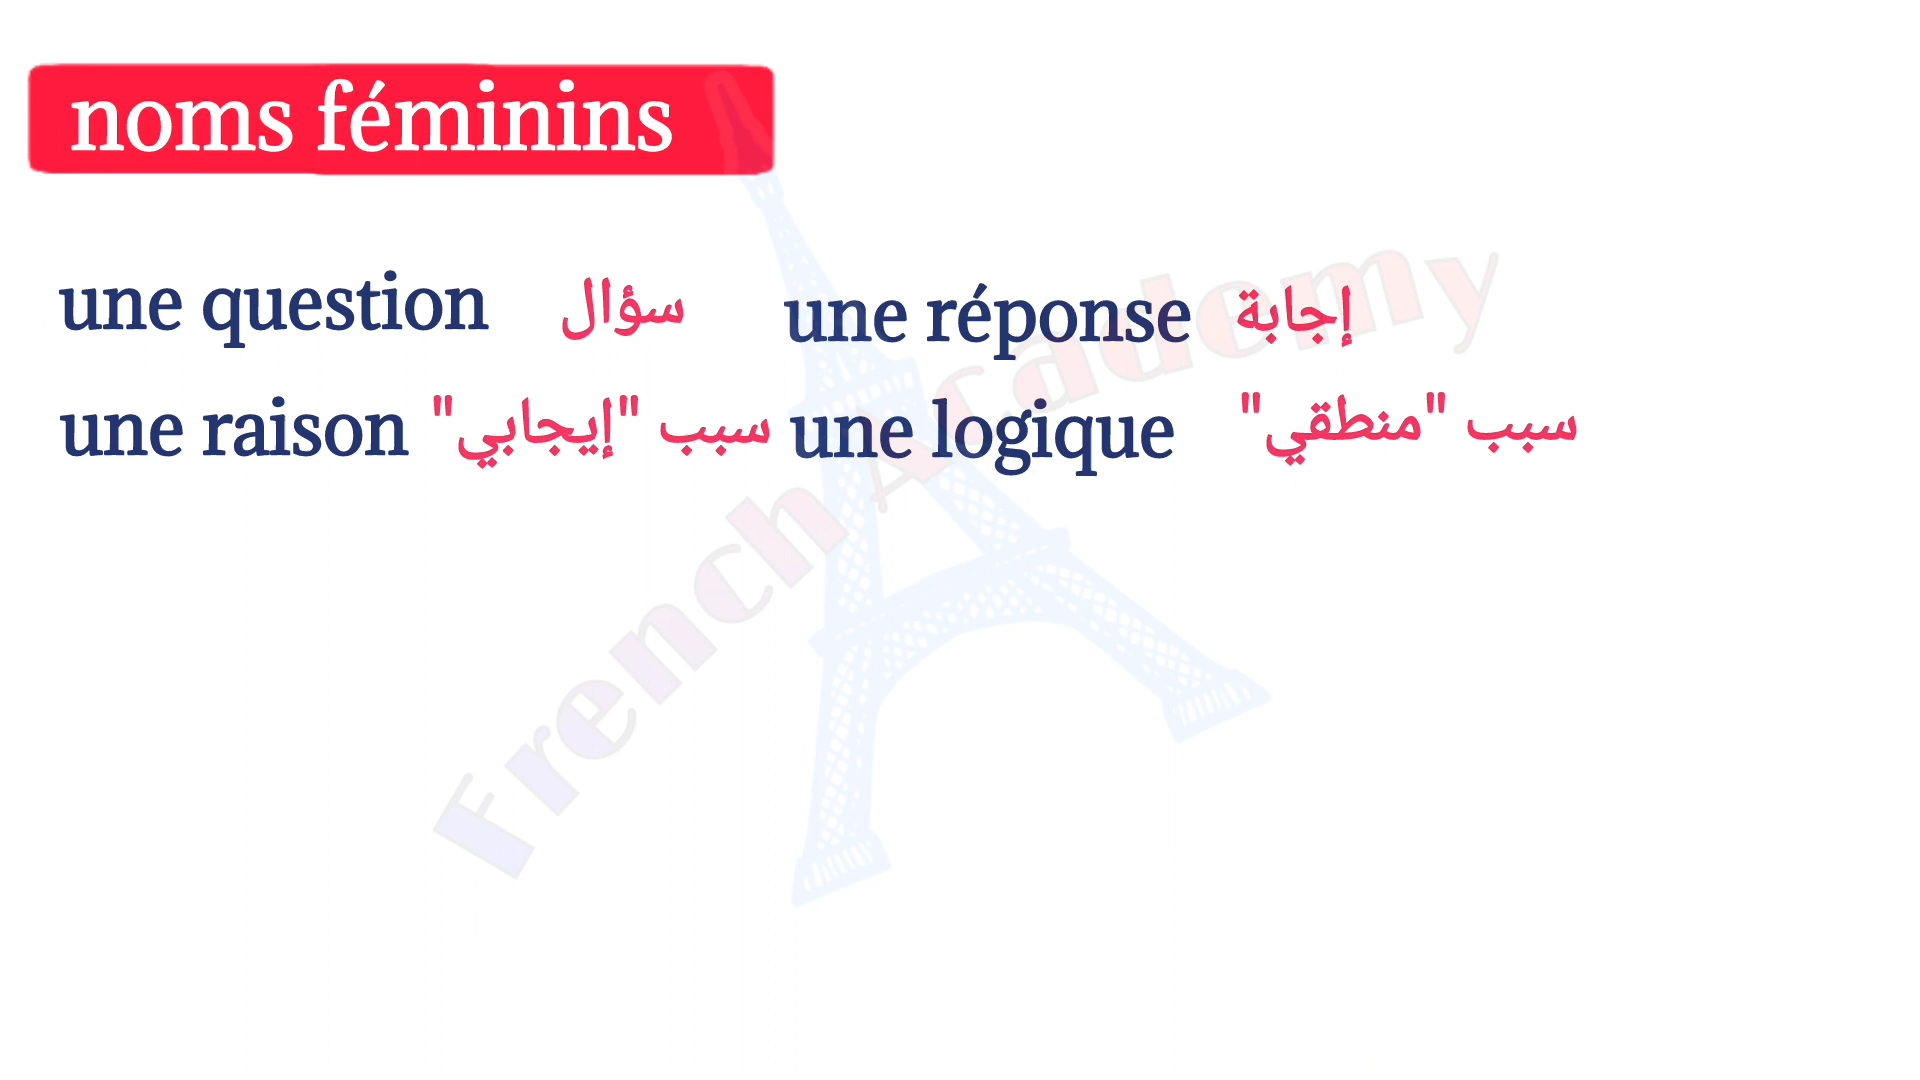 noms féminins
une question سؤال une réponse إجابة
une raison سبب "إيجابي" une logique سبب "منطقي"
French Academy